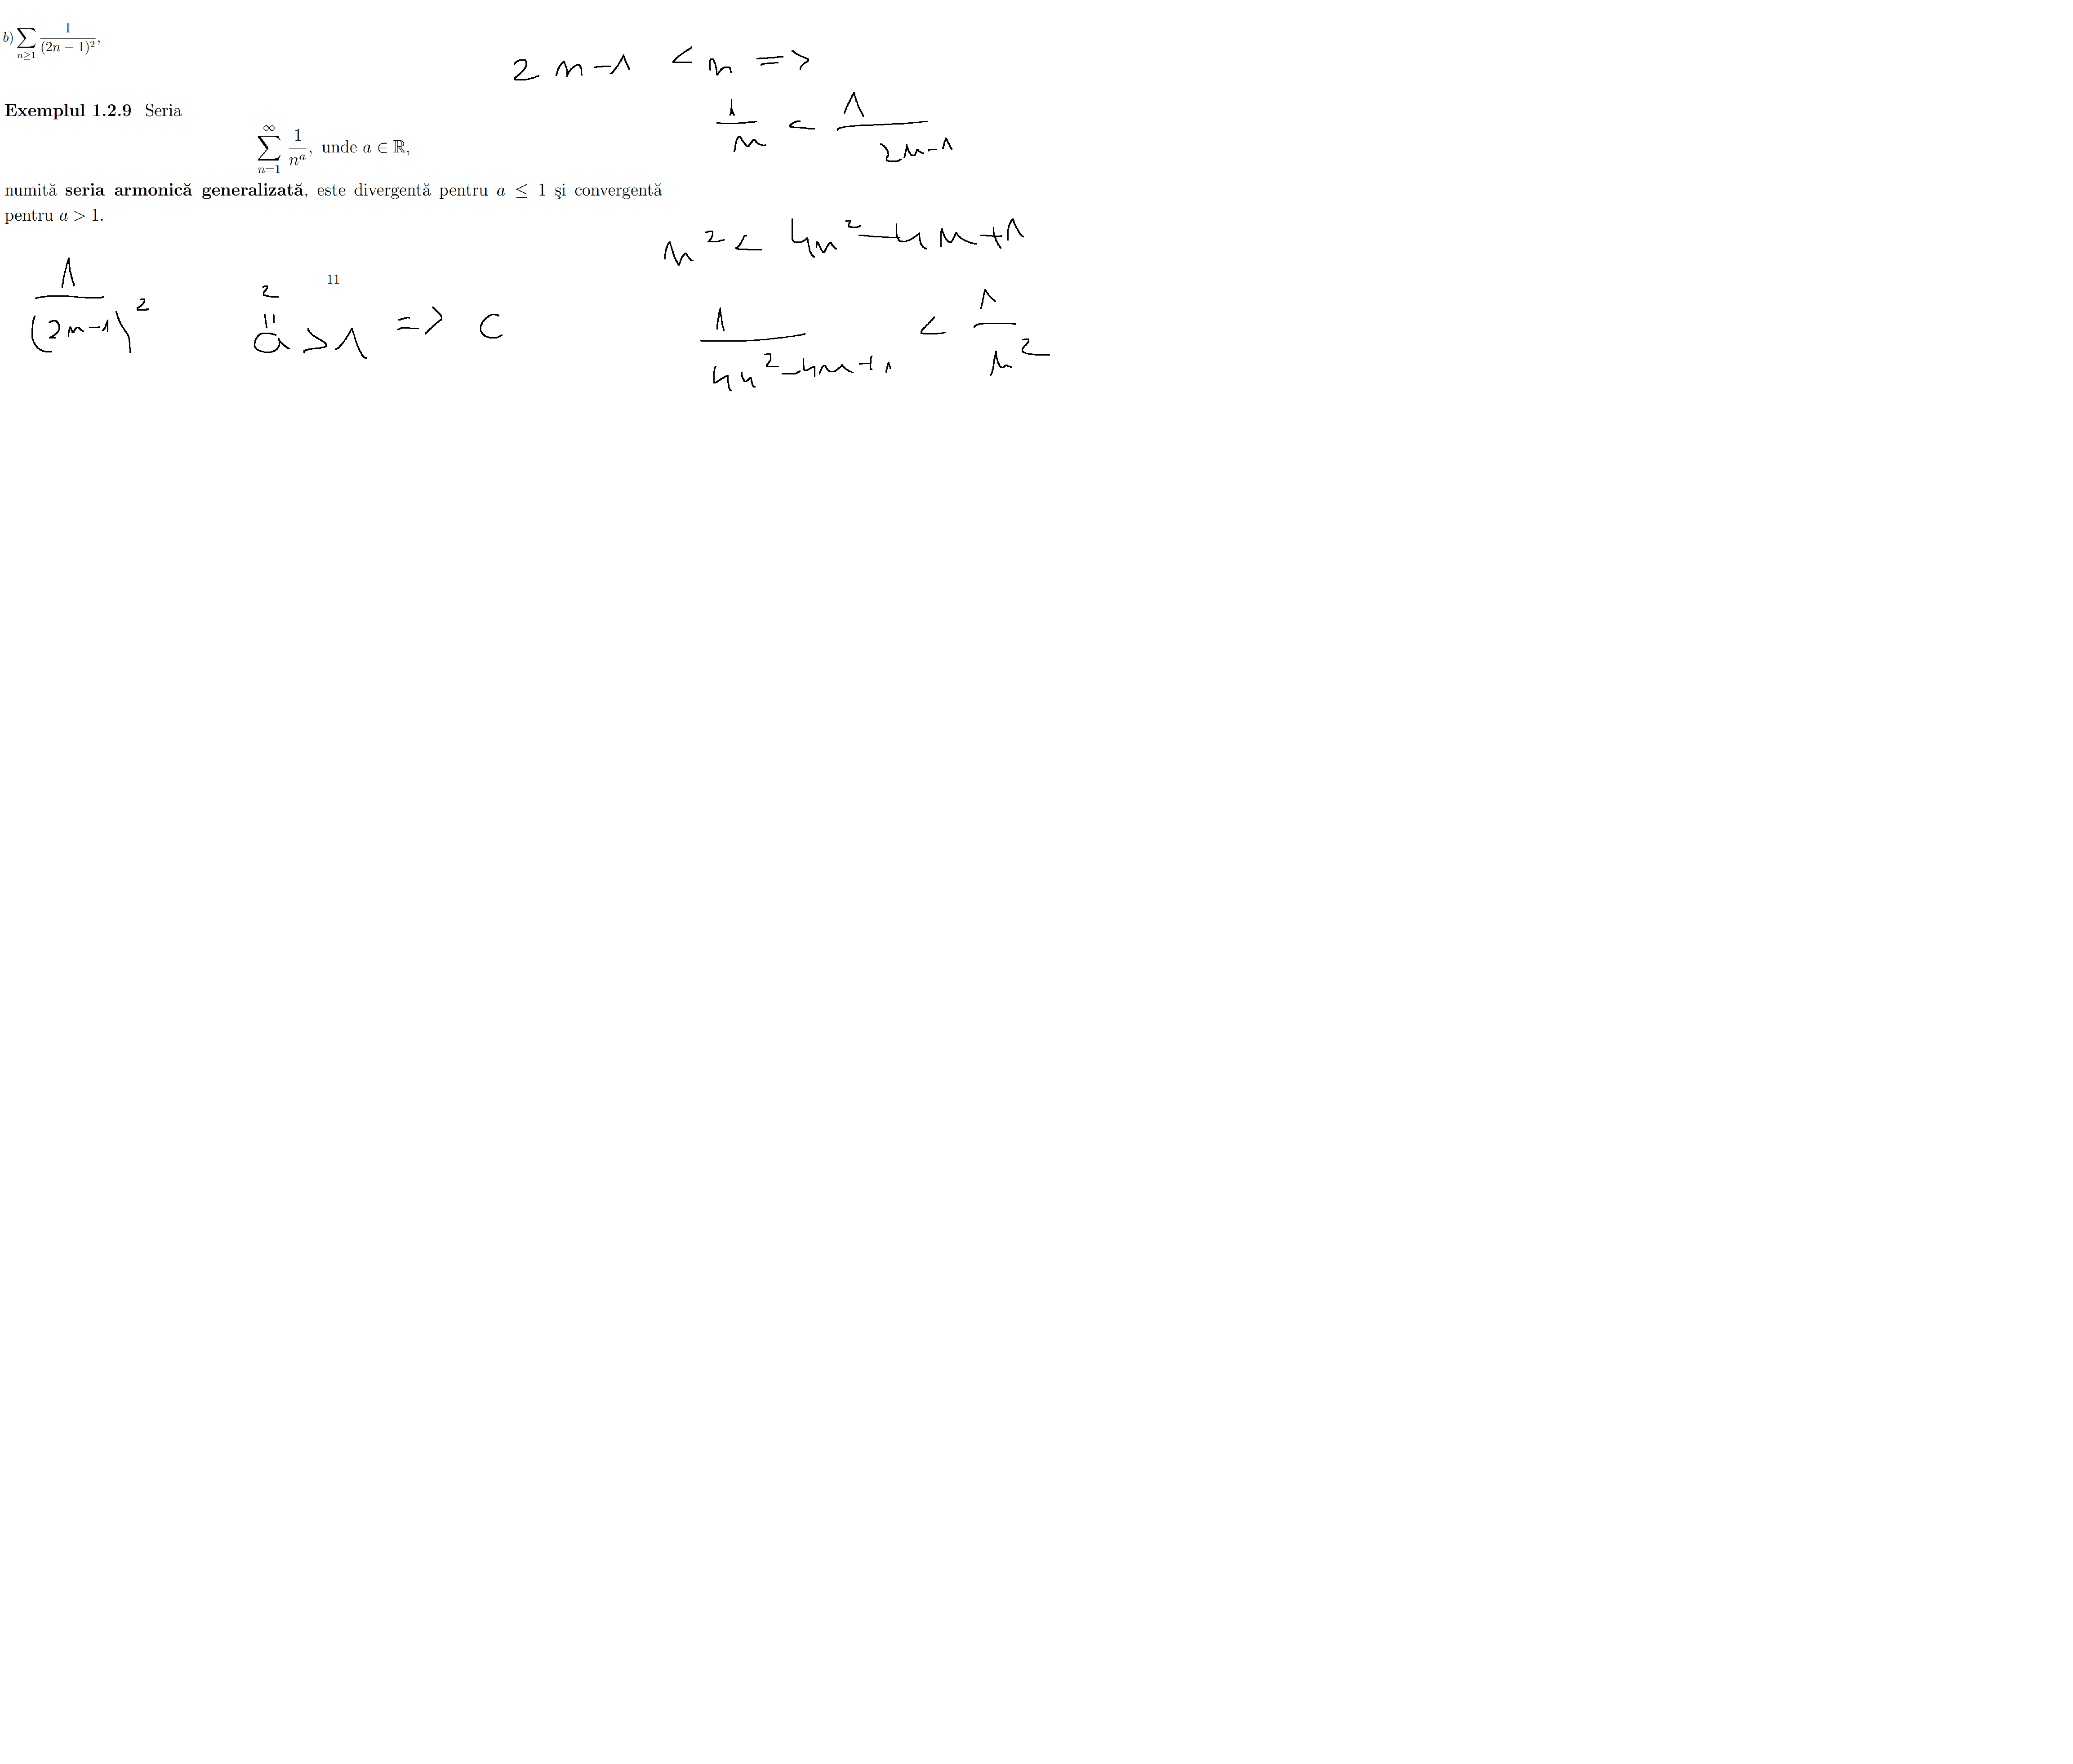 b) ∑_{n≥1} 1/(2n − 1)²,
2n-1 < n =>
1/n < 1/(2n-1)
Exemplul 1.2.9 Seria
∑_{n=1}^{∞} 1/n^a, unde a ∈ ℝ,
numită seria armonică generalizată, este divergentă pentru a ≤ 1 şi convergentă
pentru a > 1.
n² < 4n² - 4n + 1
11
1/(2n-1)²
2 = a > 1 => C
1/(4n² - 4n + 1) < 1/n²